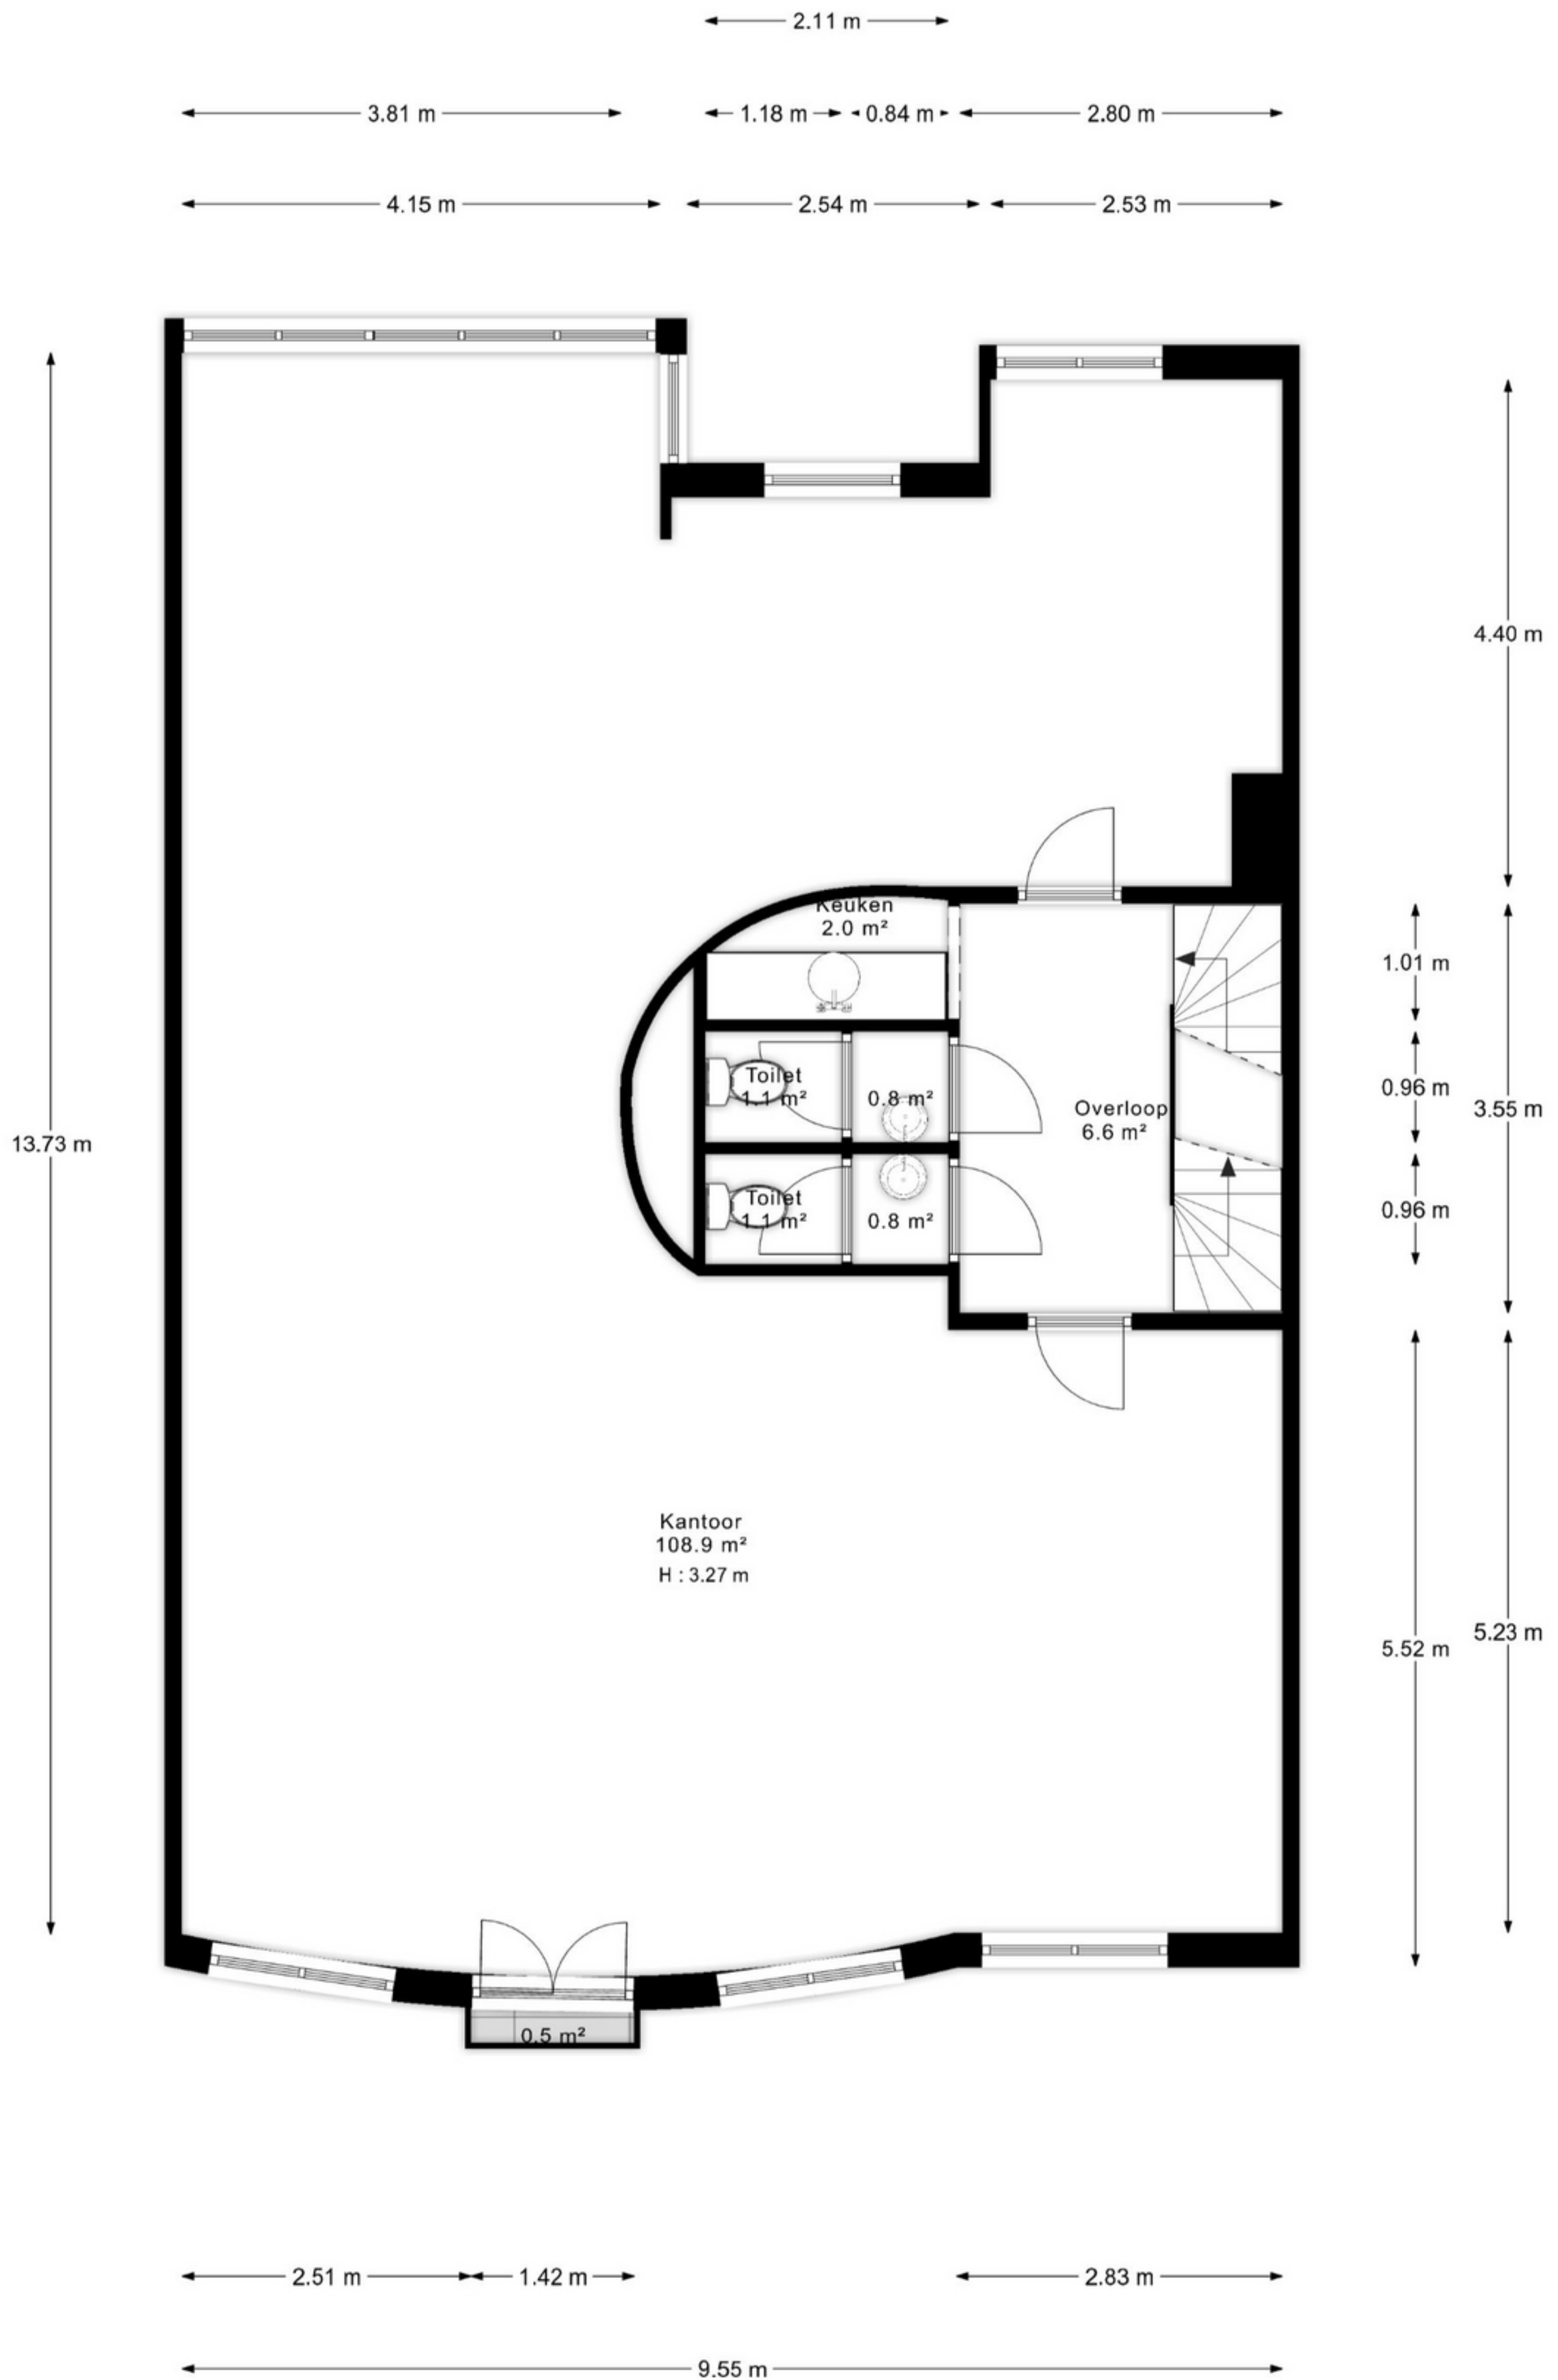 2.11 m
3.81 m
1.18 m
0.84 m
2.80 m
4.15 m
2.54 m
2.53 m
4.40 m
Keuken
2.0 m²
1.01 m
Toilet
1.1 m²
0.8 m²
0.96 m
Overloop
6.6 m²
3.55 m
13.73 m
Toilet
1.1 m²
0.8 m²
0.96 m
Kantoor
108.9 m²
H : 3.27 m
5.52 m
5.23 m
0.5 m²
2.51 m
1.42 m
2.83 m
9.55 m